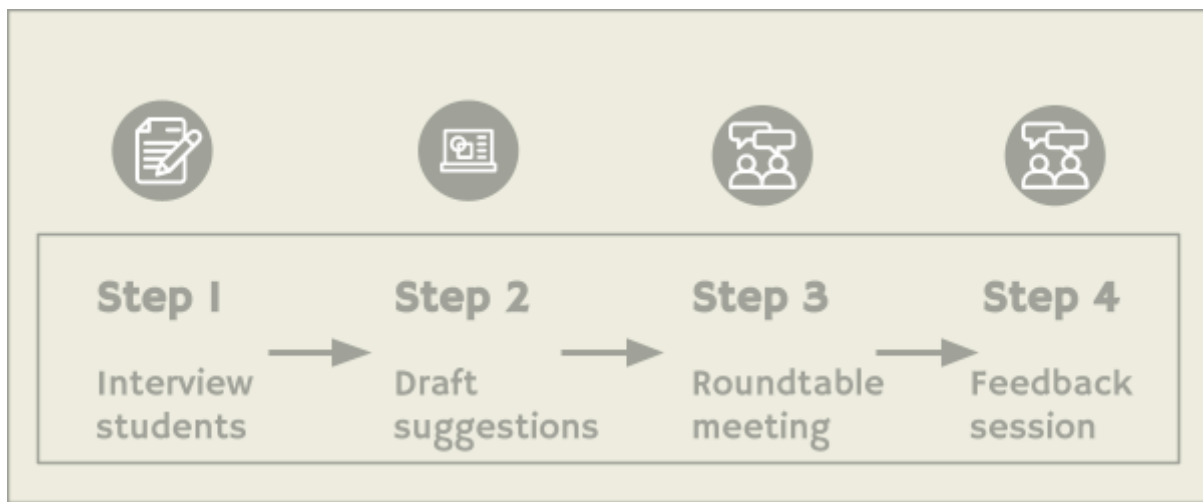 Step 1
Interview
students
Step 2
Draft
suggestions
Step 3
Roundtable
meeting
Step 4
Feedback
session